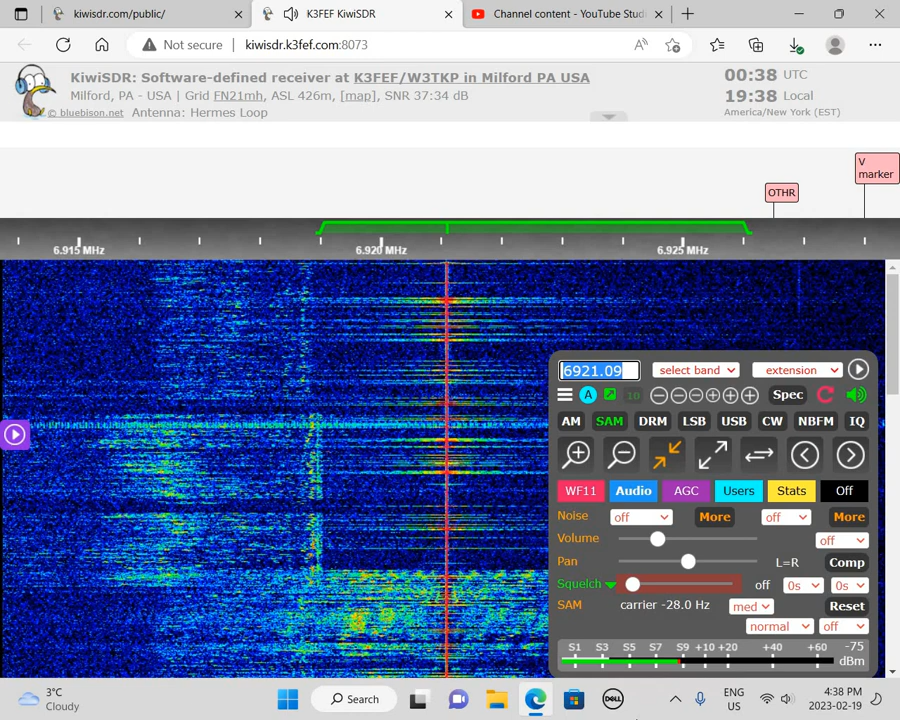 kiwisdr.com/public/
K3FEF KiwiSDR
Channel content - YouTube Studi
Not secure
kiwisdr.k3fef.com:8073
KiwiSDR: Software-defined receiver at K3FEF/W3TKP in Milford PA USA
Milford, PA - USA | Grid FN21mh, ASL 426m, [map], SNR 37:34 dB
© bluebison.net Antenna: Hermes Loop
00:38 UTC
19:38 Local
America/New York (EST)
V
marker
OTHR
6.915 MHz
6.920 MHz
6.925 MHz
6921.09
select band
extension
A
10
Spec
AM
SAM
DRM
LSB
USB
CW
NBFM
IQ
WF11
Audio
AGC
Users
Stats
Off
Noise
off
More
off
More
Volume
off
Pan
L=R
Comp
Squelch
off
0s
0s
SAM
carrier -28.0 Hz
med
Reset
normal
off
S1 S3 S5 S7 S9 +10 +20 +40 +60
-75
dBm
3°C
Cloudy
Search
DELL
ENG
US
4:38 PM
2023-02-19